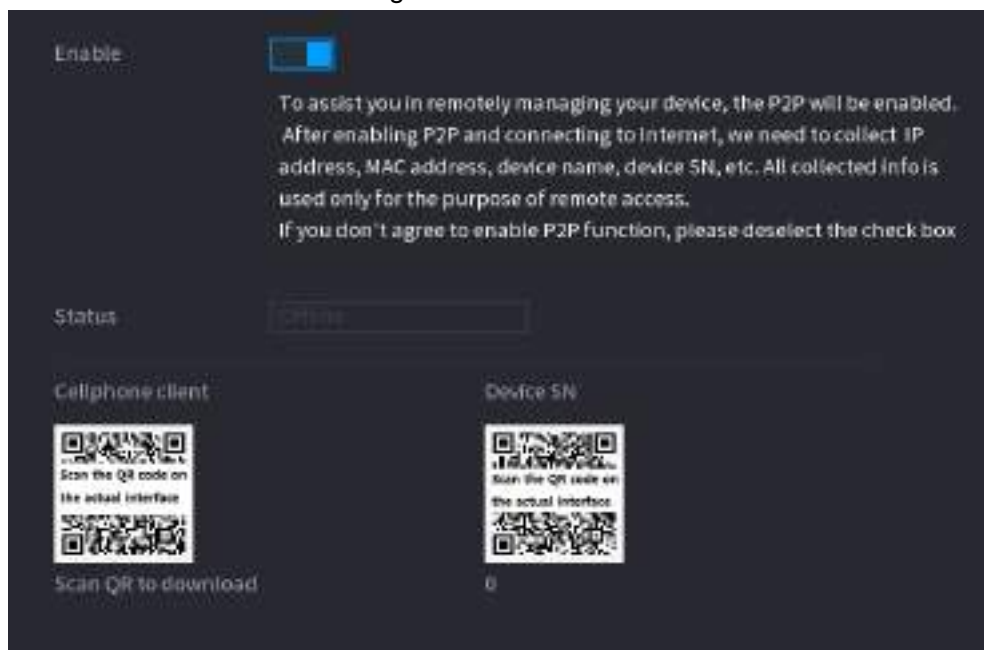 Enable
To assist you in remotely managing your device, the P2P will be enabled.
After enabling P2P and connecting to Internet, we need to collect IP
address, MAC address, device name, device SN, etc. All collected info is
used only for the purpose of remote access.
If you don't agree to enable P2P function, please deselect the check box
Status
Offline
Cellphone client
Device SN
Scan the QR code on
the actual interface
Scan the QR code on
the actual interface
Scan QR to download
0